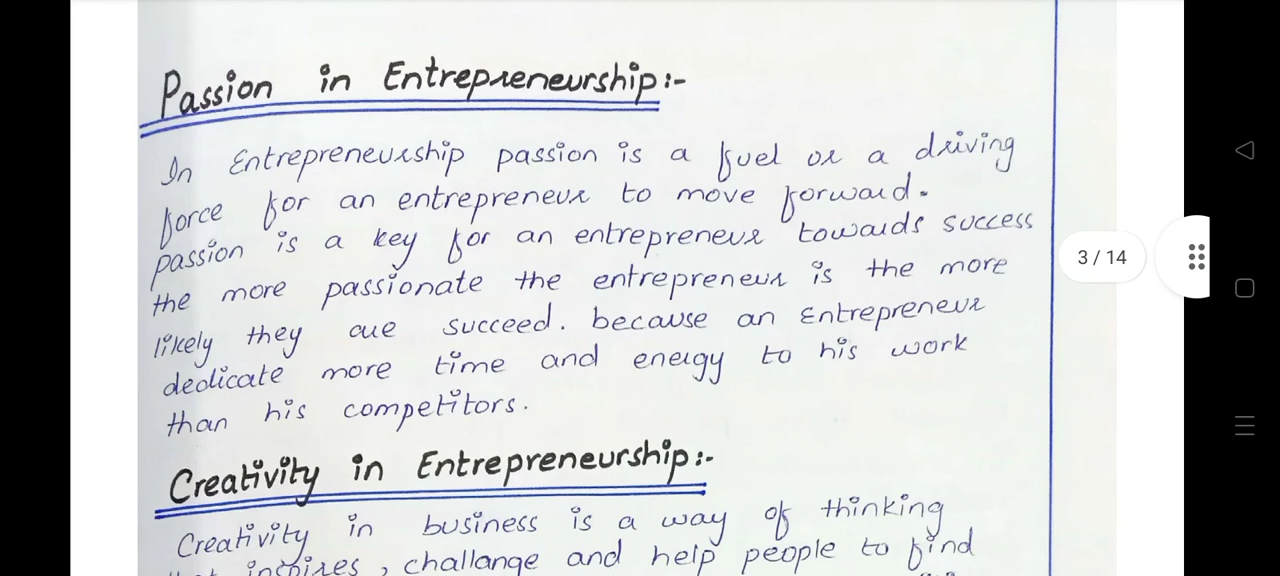 Passion in Entrepreneurship:-
In Entrepreneurship passion is a fuel or a driving
force for an entrepreneur to move forward.
passion is a key for an entrepreneur towards success
the more passionate the entrepreneur is the more
likely they are succeed. because an Entrepreneur
dedicate more time and energy to his work
than his competitors.
3 / 14
Creativity in Entrepreneurship:-
Creativity in business is a way of thinking
that inspires, challange and help people to find